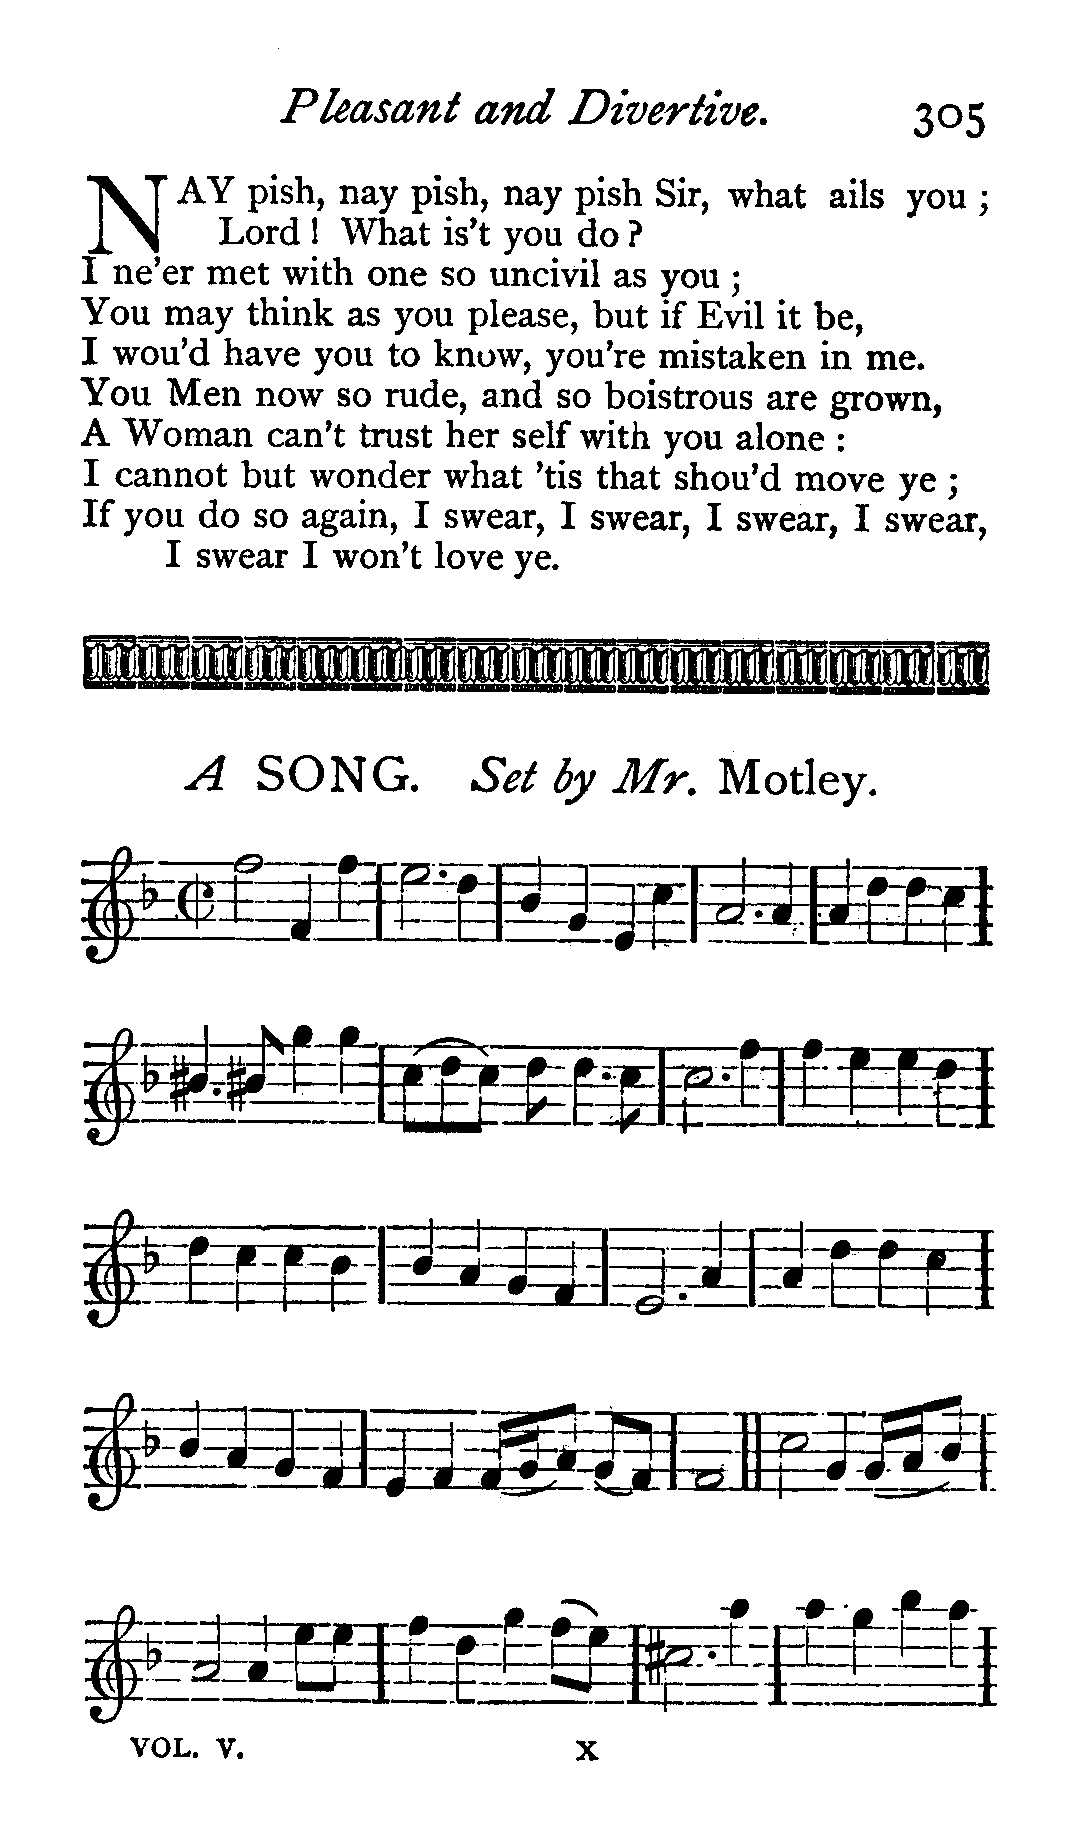 Pleasant and Divertive. 305
NAY pish, nay pish, nay pish Sir, what ails you ;
Lord ! What is't you do ?
I ne'er met with one so uncivil as you ;
You may think as you please, but if Evil it be,
I wou'd have you to know, you're mistaken in me.
You Men now so rude, and so boistrous are grown,
A Woman can't trust her self with you alone :
I cannot but wonder what 'tis that shou'd move ye ;
If you do so again, I swear, I swear, I swear, I swear,
I swear I won't love ye.
A SONG. Set by Mr. Motley.
VOL. V. X